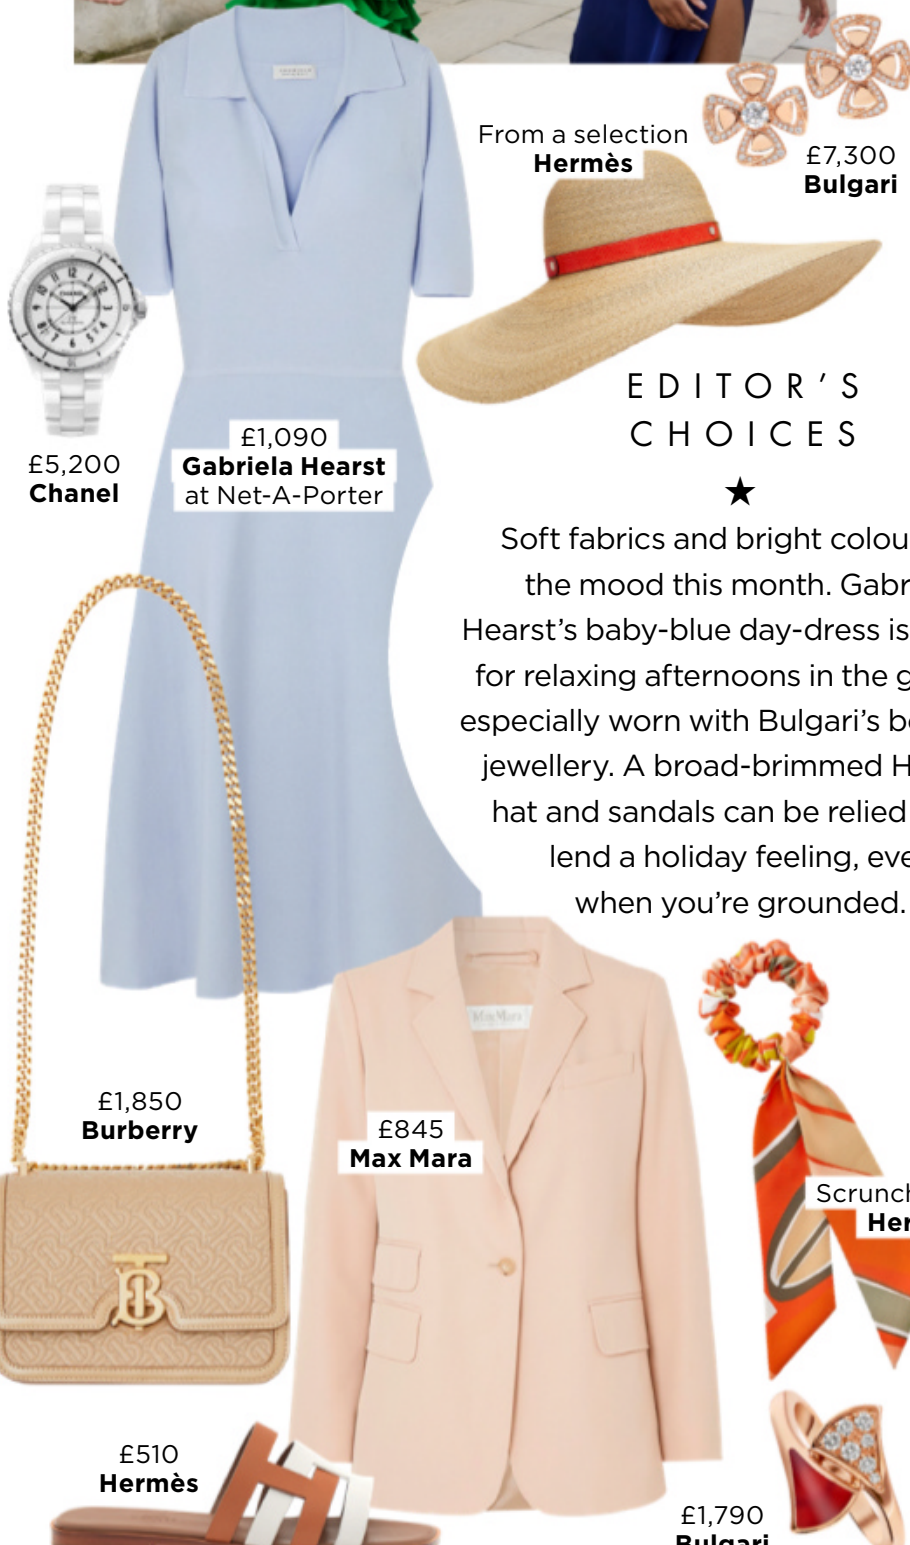 From a selection
Hermès
£7,300
Bulgari
£5,200
Chanel
£1,090
Gabriela Hearst
at Net-A-Porter
EDITOR'S
CHOICES
★
Soft fabrics and bright colou
the mood this month. Gabr
Hearst's baby-blue day-dress is
for relaxing afternoons in the g
especially worn with Bulgari's b
jewellery. A broad-brimmed H
hat and sandals can be relied
lend a holiday feeling, eve
when you're grounded.
£1,850
Burberry
£845
Max Mara
MaxMara
Scrunch
Her
£510
Hermès
£1,790
Bulgari
CHANEL